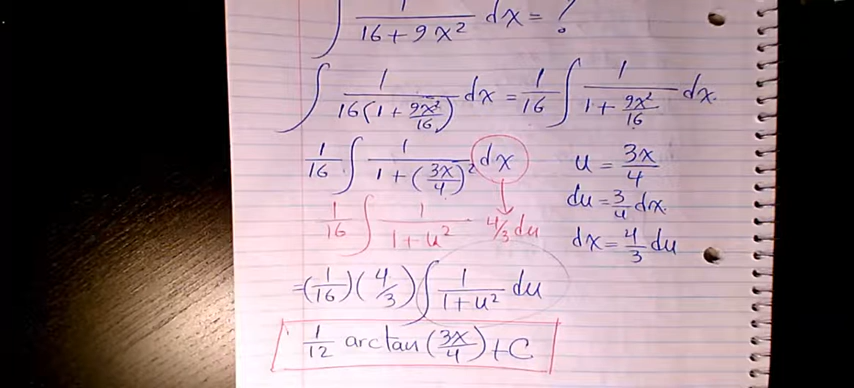 ∫ 1/(16+9x²) dx = ?
∫ 1/(16(1+9x²/16)) dx = 1/16 ∫ 1/(1+9x²/16) dx.
1/16 ∫ 1/(1+(3x/4)²) dx
u = 3x/4
du = 3/4 dx.
dx = 4/3 du
1/16 ∫ 1/(1+u²) 4/3 du
=(1/16)(4/3) ∫ 1/(1+u²) du
1/12 arctan(3x/4)+C